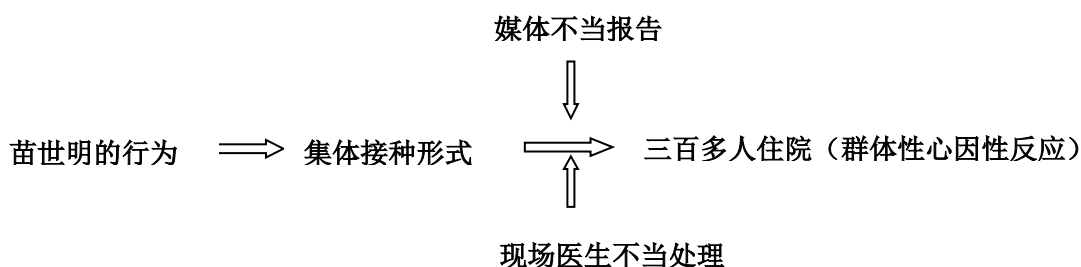 媒体不当报告
苗世明的行为
集体接种形式
三百多人住院（群体性心因性反应）
现场医生不当处理